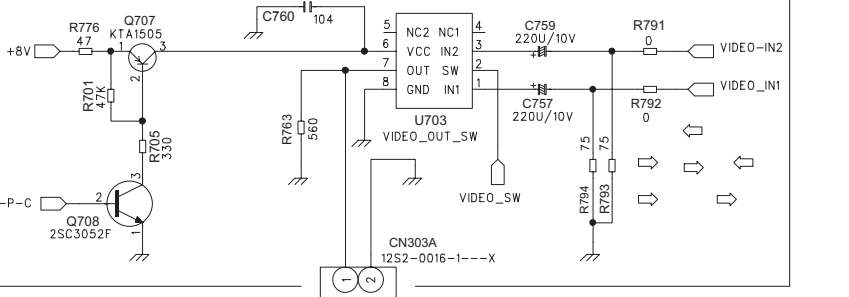 C760 104
Q707
KTA1505
R776
47
+8V
1
3
2
R701
47K
R705
330
-P-C
2
3
1
Q708
2SC3052F
5 NC2 NC1 4
6 VCC IN2 3
7 OUT SW 2
8 GND IN1 1
U703
VIDEO_OUT_SW
R763
560
C759
220U/10V
+
C757
220U/10V
+
R791
0
VIDEO-IN2
R792
0
VIDEO_IN1
VIDEO_SW
75
R794
75
R793
CN303A
12S2-0016-1---X
1
2